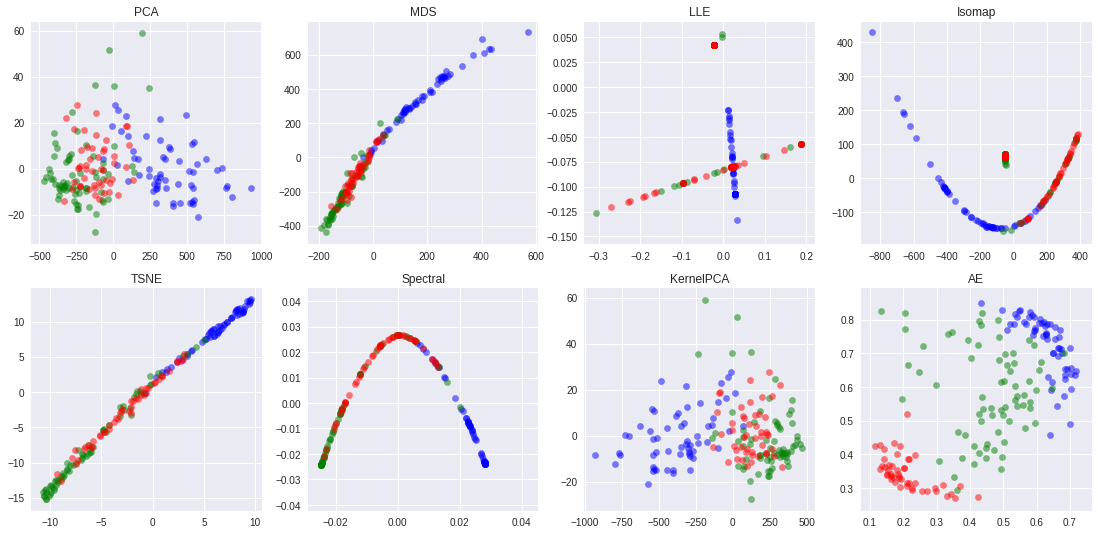 PCA MDS LLE Isomap
60 40 20 0 −20
−500 −250 0 250 500 750 1000
600 400 200 0 −200 −400
−200 0 200 400 600
0.050 0.025 0.000 −0.025 −0.050 −0.075 −0.100 −0.125 −0.150
−0.3 −0.2 −0.1 0.0 0.1 0.2
400 300 200 100 0 −100
−800 −600 −400 −200 0 200 400
TSNE Spectral KernelPCA AE
10 5 0 −5 −10 −15
−10 −5 0 5 10
0.04 0.03 0.02 0.01 0.00 −0.01 −0.02 −0.03 −0.04
−0.02 0.00 0.02 0.04
60 40 20 0 −20
−1000 −750 −500 −250 0 250 500
0.8 0.7 0.6 0.5 0.4 0.3
0.1 0.2 0.3 0.4 0.5 0.6 0.7